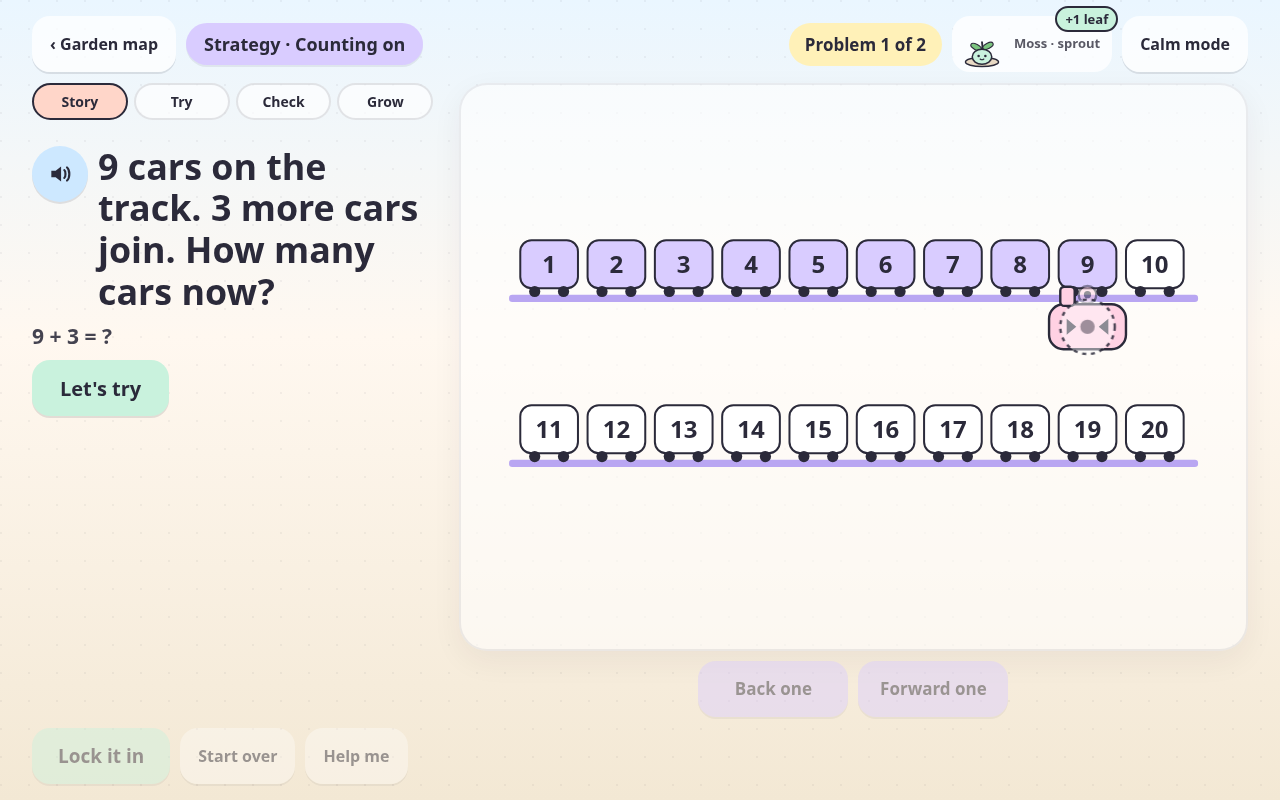 ‹ Garden map
Strategy · Counting on
Problem 1 of 2
+1 leaf
Moss · sprout
Calm mode
Story
Try
Check
Grow
9 cars on the
track. 3 more cars
join. How many
cars now?
9 + 3 = ?
Let's try
1 2 3 4 5 6 7 8 9 10
11 12 13 14 15 16 17 18 19 20
Back one
Forward one
Lock it in
Start over
Help me